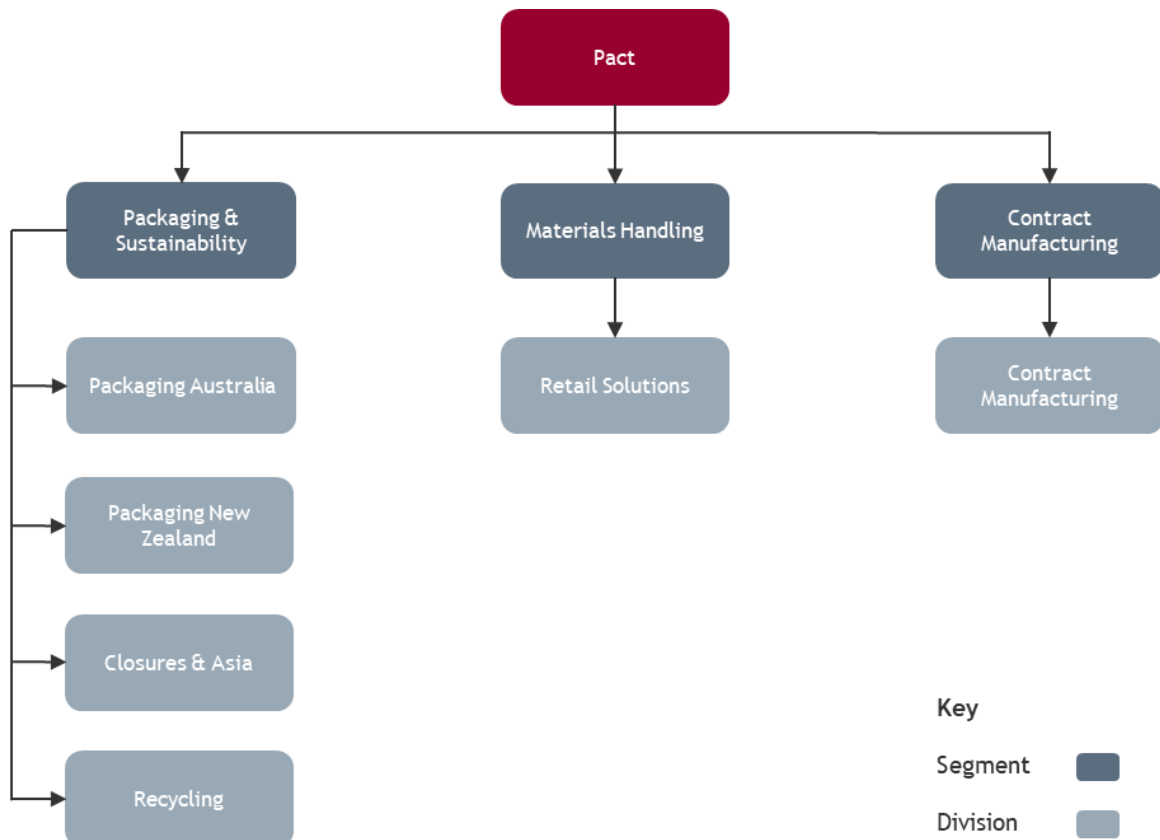 Pact
Packaging &
Sustainability
Materials Handling
Contract
Manufacturing
Packaging Australia
Retail Solutions
Contract
Manufacturing
Packaging New
Zealand
Closures & Asia
Recycling
Key
Segment
Division